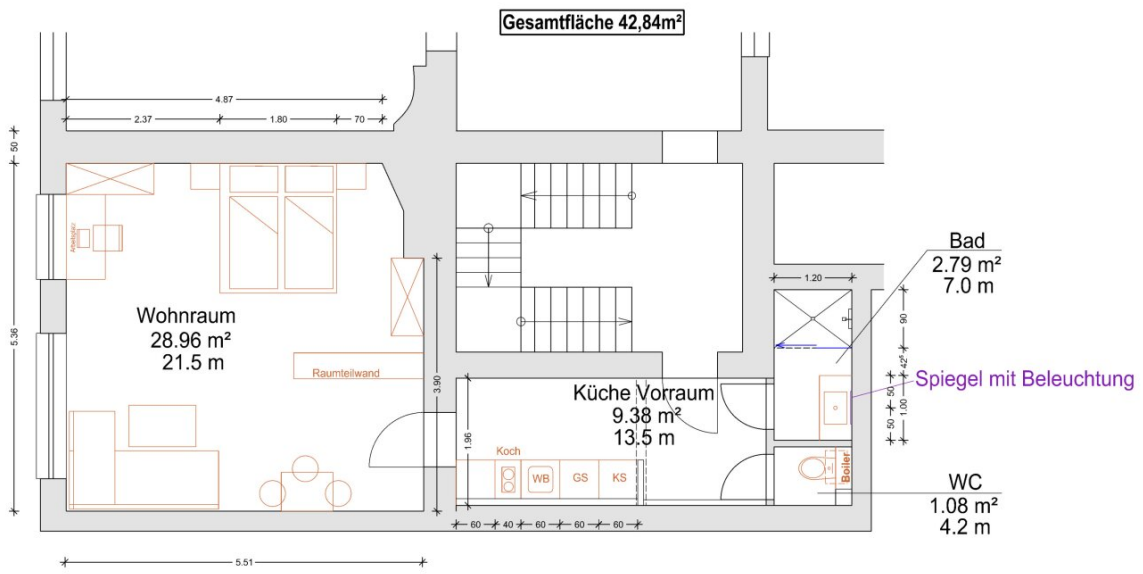 Gesamtfläche 42,84m²
4.87
2.37
1.80
70
50
5.36
Arbeitsplatz
Wohnraum
28.96 m²
21.5 m
Raumteilwand
3.90
5.51
Küche Vorraum
9.38 m²
13.5 m
1.96
Koch
WB
GS
KS
60
40
60
60
60
1.20
90
42⁵
50
50
1.00
Bad
2.79 m²
7.0 m
Spiegel mit Beleuchtung
Boiler
WC
1.08 m²
4.2 m